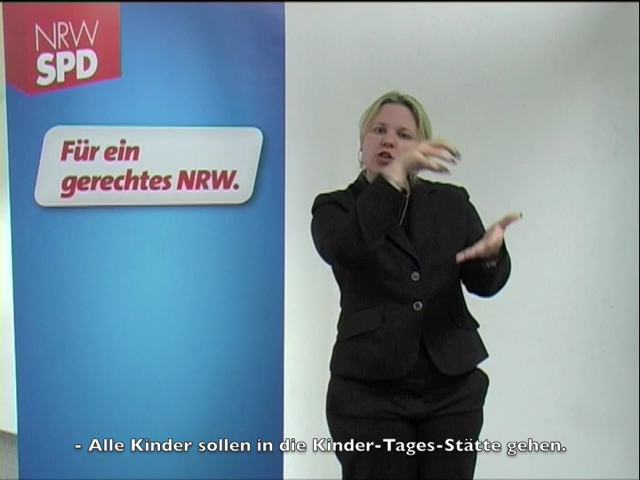 NRW
SPD
Für ein
gerechtes NRW.
- Alle Kinder sollen in die Kinder-Tages-Stätte gehen.